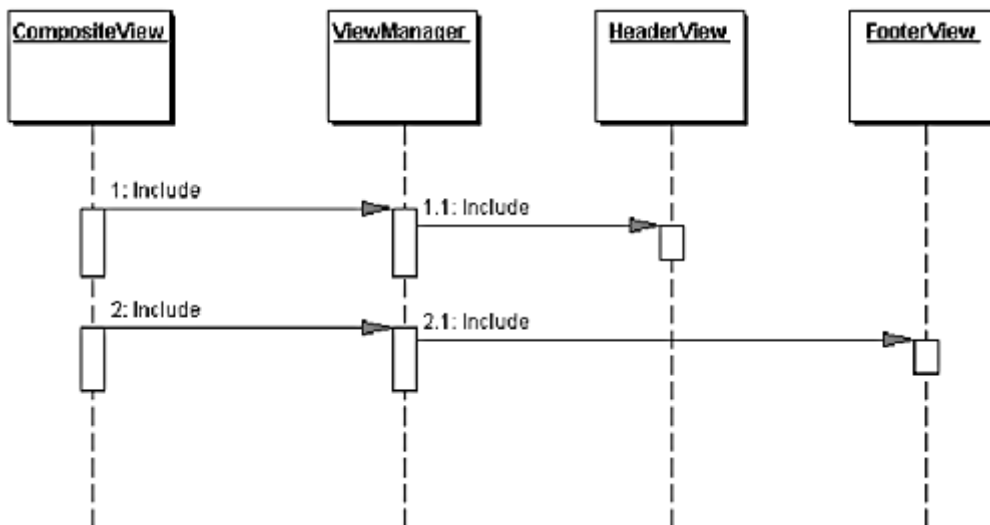 CompositeView
ViewManager
HeaderView
FooterView
1: Include
1.1: Include
2: Include
2.1: Include